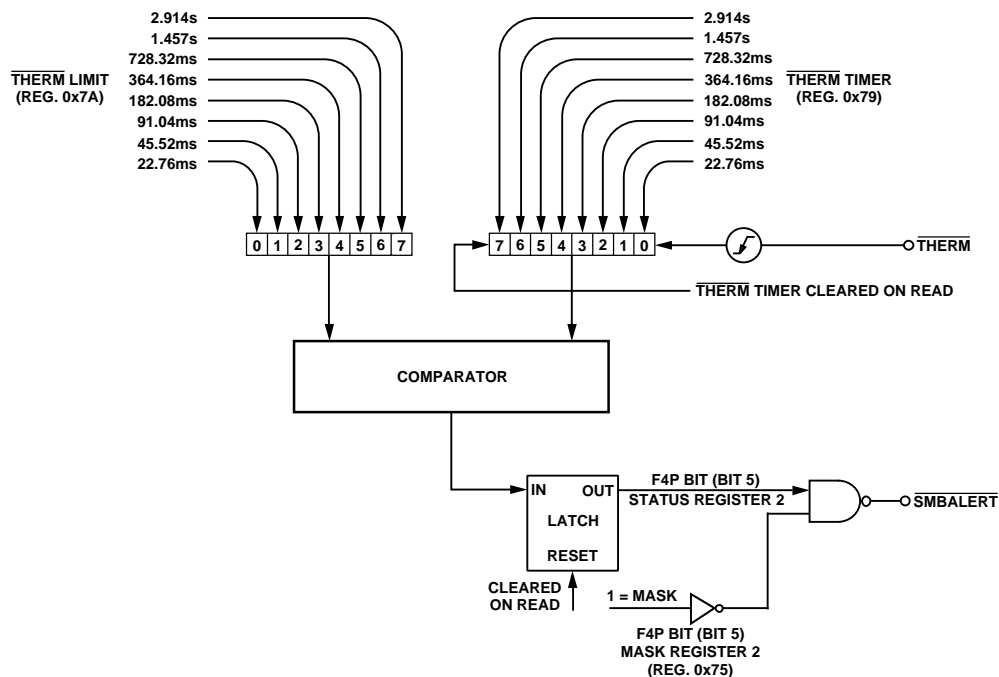 2.914s
1.457s
728.32ms
364.16ms
182.08ms
91.04ms
45.52ms
22.76ms
THERM LIMIT
(REG. 0x7A)
0 1 2 3 4 5 6 7
2.914s
1.457s
728.32ms
364.16ms
182.08ms
91.04ms
45.52ms
22.76ms
THERM TIMER
(REG. 0x79)
7 6 5 4 3 2 1 0
THERM
THERM TIMER CLEARED ON READ
COMPARATOR
IN OUT
LATCH
RESET
CLEARED
ON READ
F4P BIT (BIT 5)
STATUS REGISTER 2
SMBALERT
1 = MASK
F4P BIT (BIT 5)
MASK REGISTER 2
(REG. 0x75)